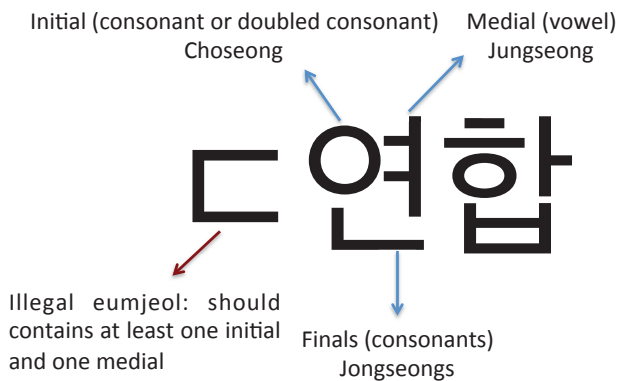 Initial (consonant or doubled consonant)
Choseong
Medial (vowel)
Jungseong
ㄷ연합
Illegal eumjeol: should
contains at least one initial
and one medial
Finals (consonants)
Jongseongs